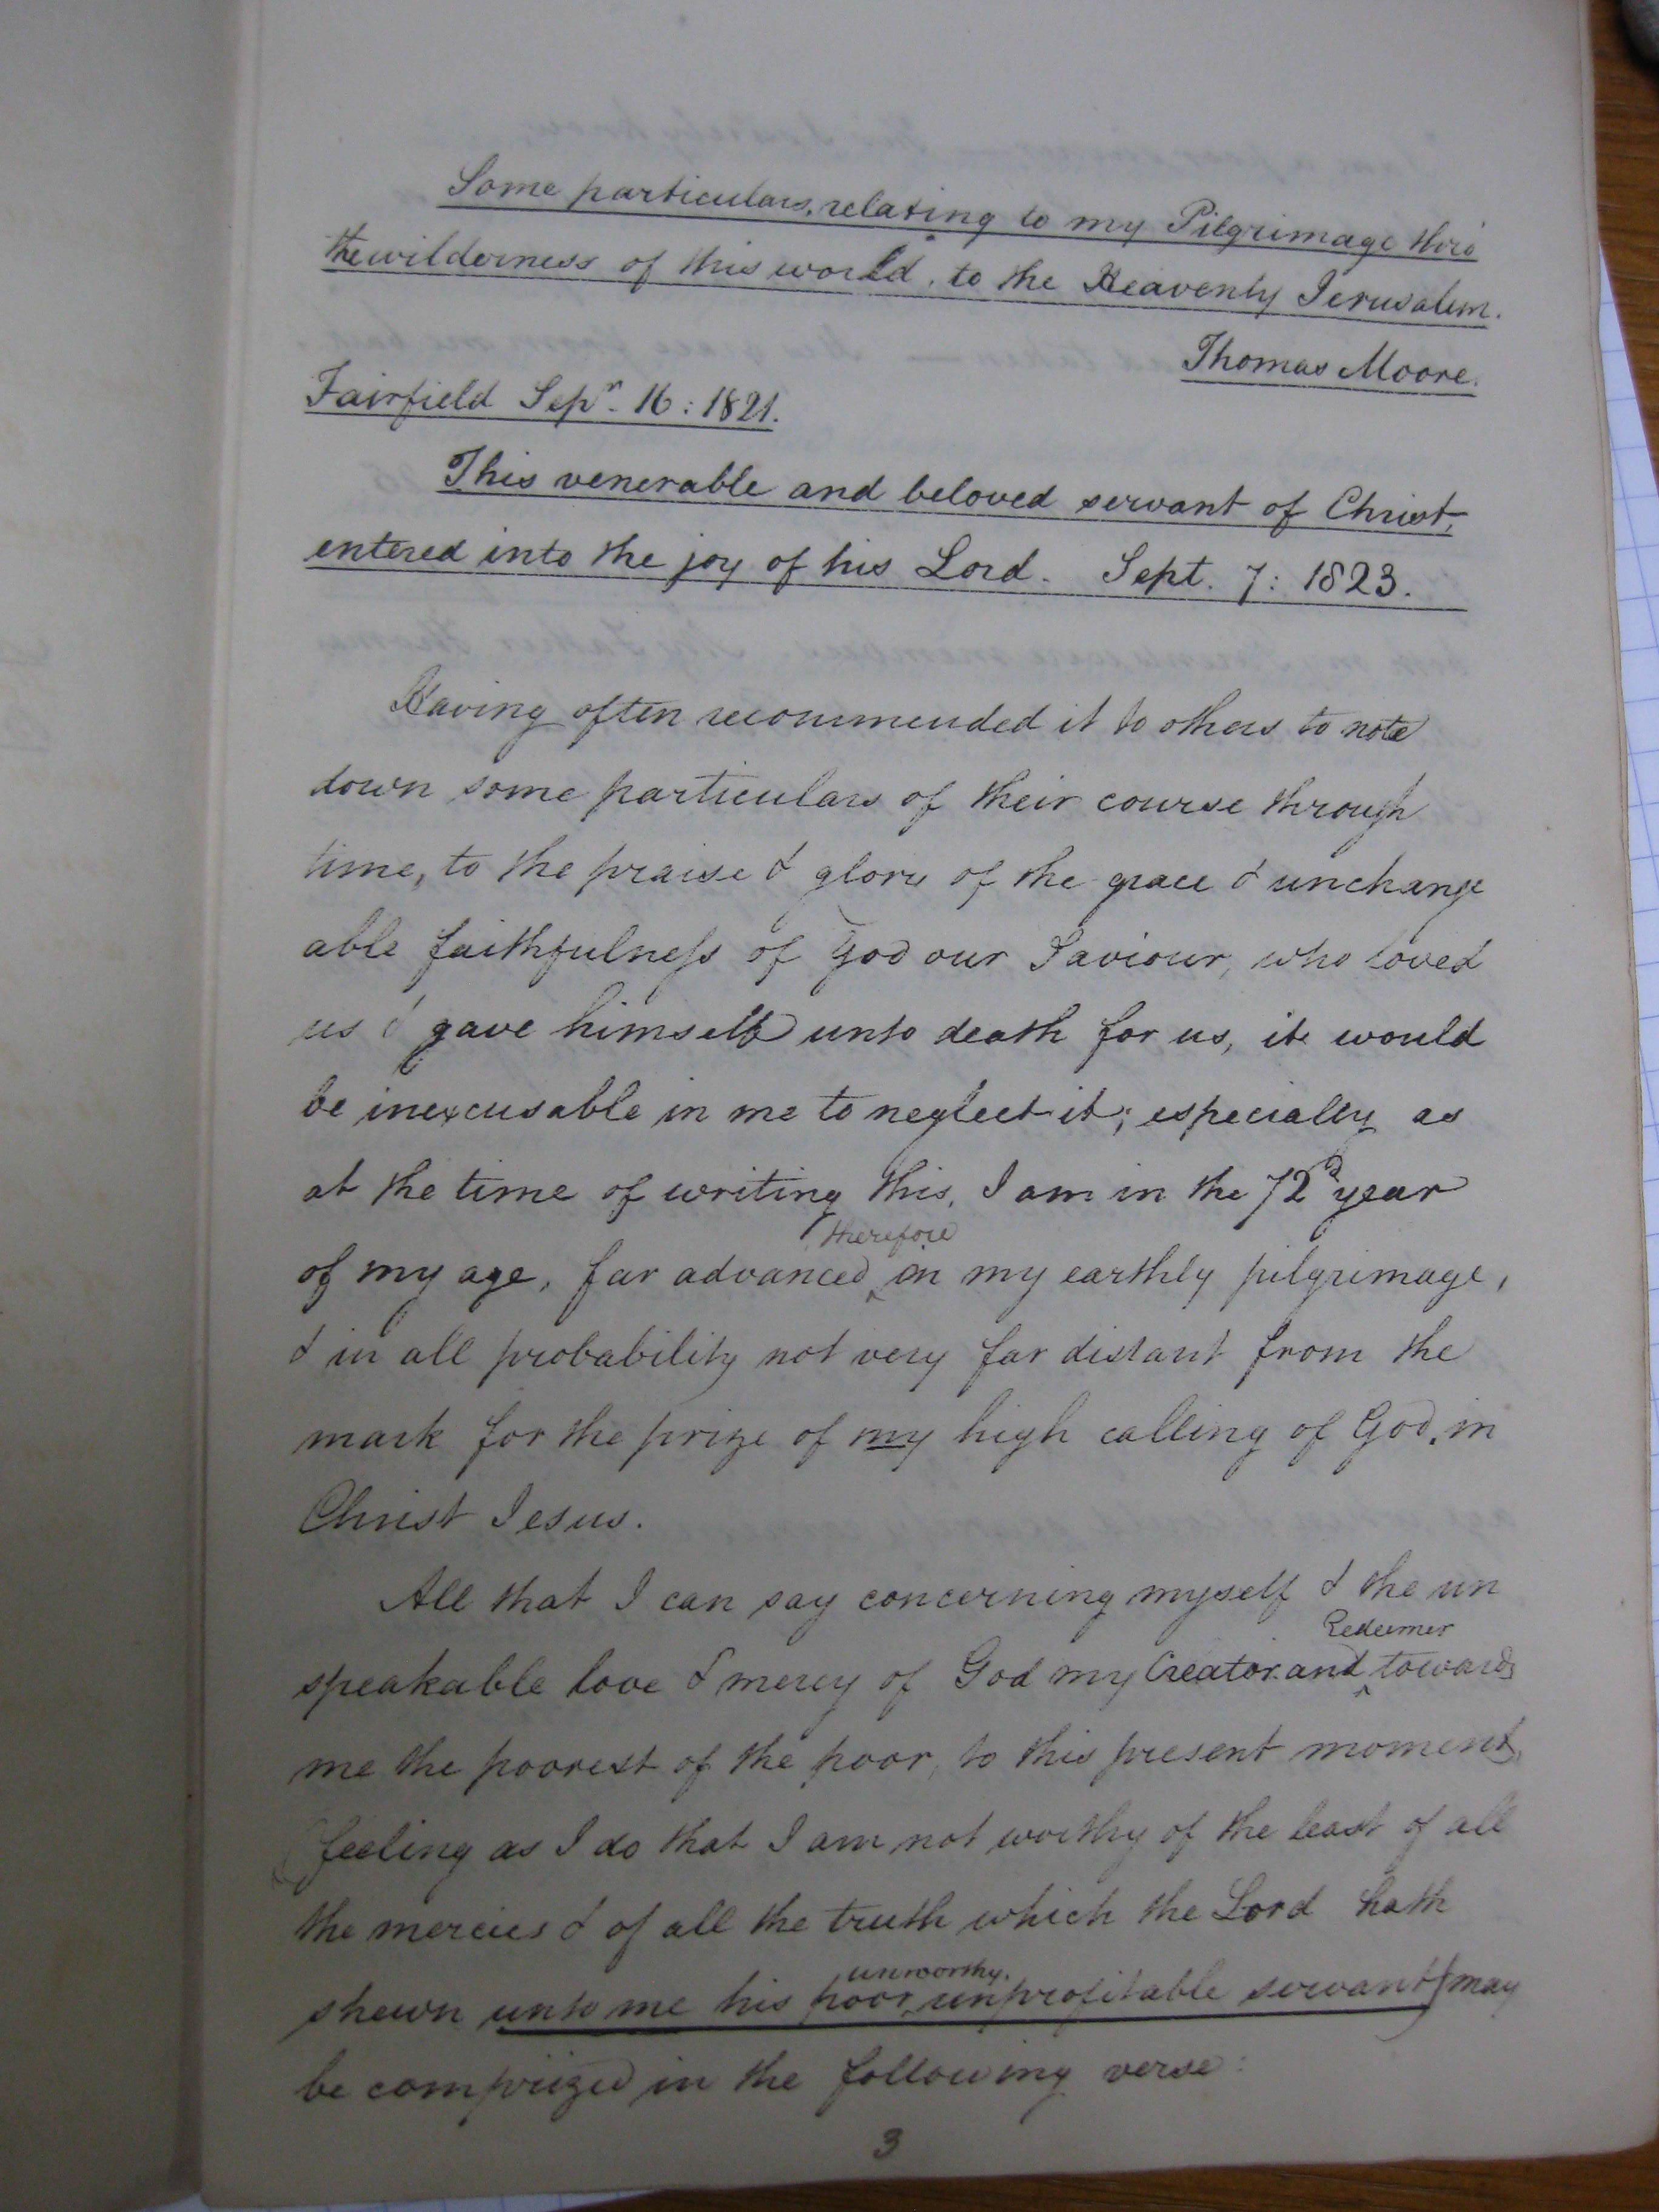 Some particulars, relating to my Pilgrimage thro'
the wilderness of this world, to the Heavenly Jerusalem.
Thomas Moore.
Fairfield Sepr. 16: 1821.
This venerable and beloved servant of Christ,
entered into the joy of his Lord. Sept. 7: 1823.
Having often recommended it to others to note
down some particulars of their course through
time, to the praise & glory of the grace & unchange
able faithfulness of God our Saviour, who loved
us & gave himself unto death for us, it would
be inexcusable in me to neglect it; especially as
at the time of writing this, I am in the 72d year
therefore
of my age, far advanced ‸ in my earthly pilgrimage,
& in all probability not very far distant from the
mark for the prize of my high calling of God, in
Christ Jesus.
All that I can say concerning myself & the un
Redeemer
speakable love & mercy of God my Creator and ‸ towards
me the poorest of the poor, to this present moment,
(feeling as I do that I am not worthy of the least of all
the mercies & of all the truth which the Lord hath
unworthy,
shewn unto me his poor ‸ unprofitable servant) may
be comprized in the following verse:
3